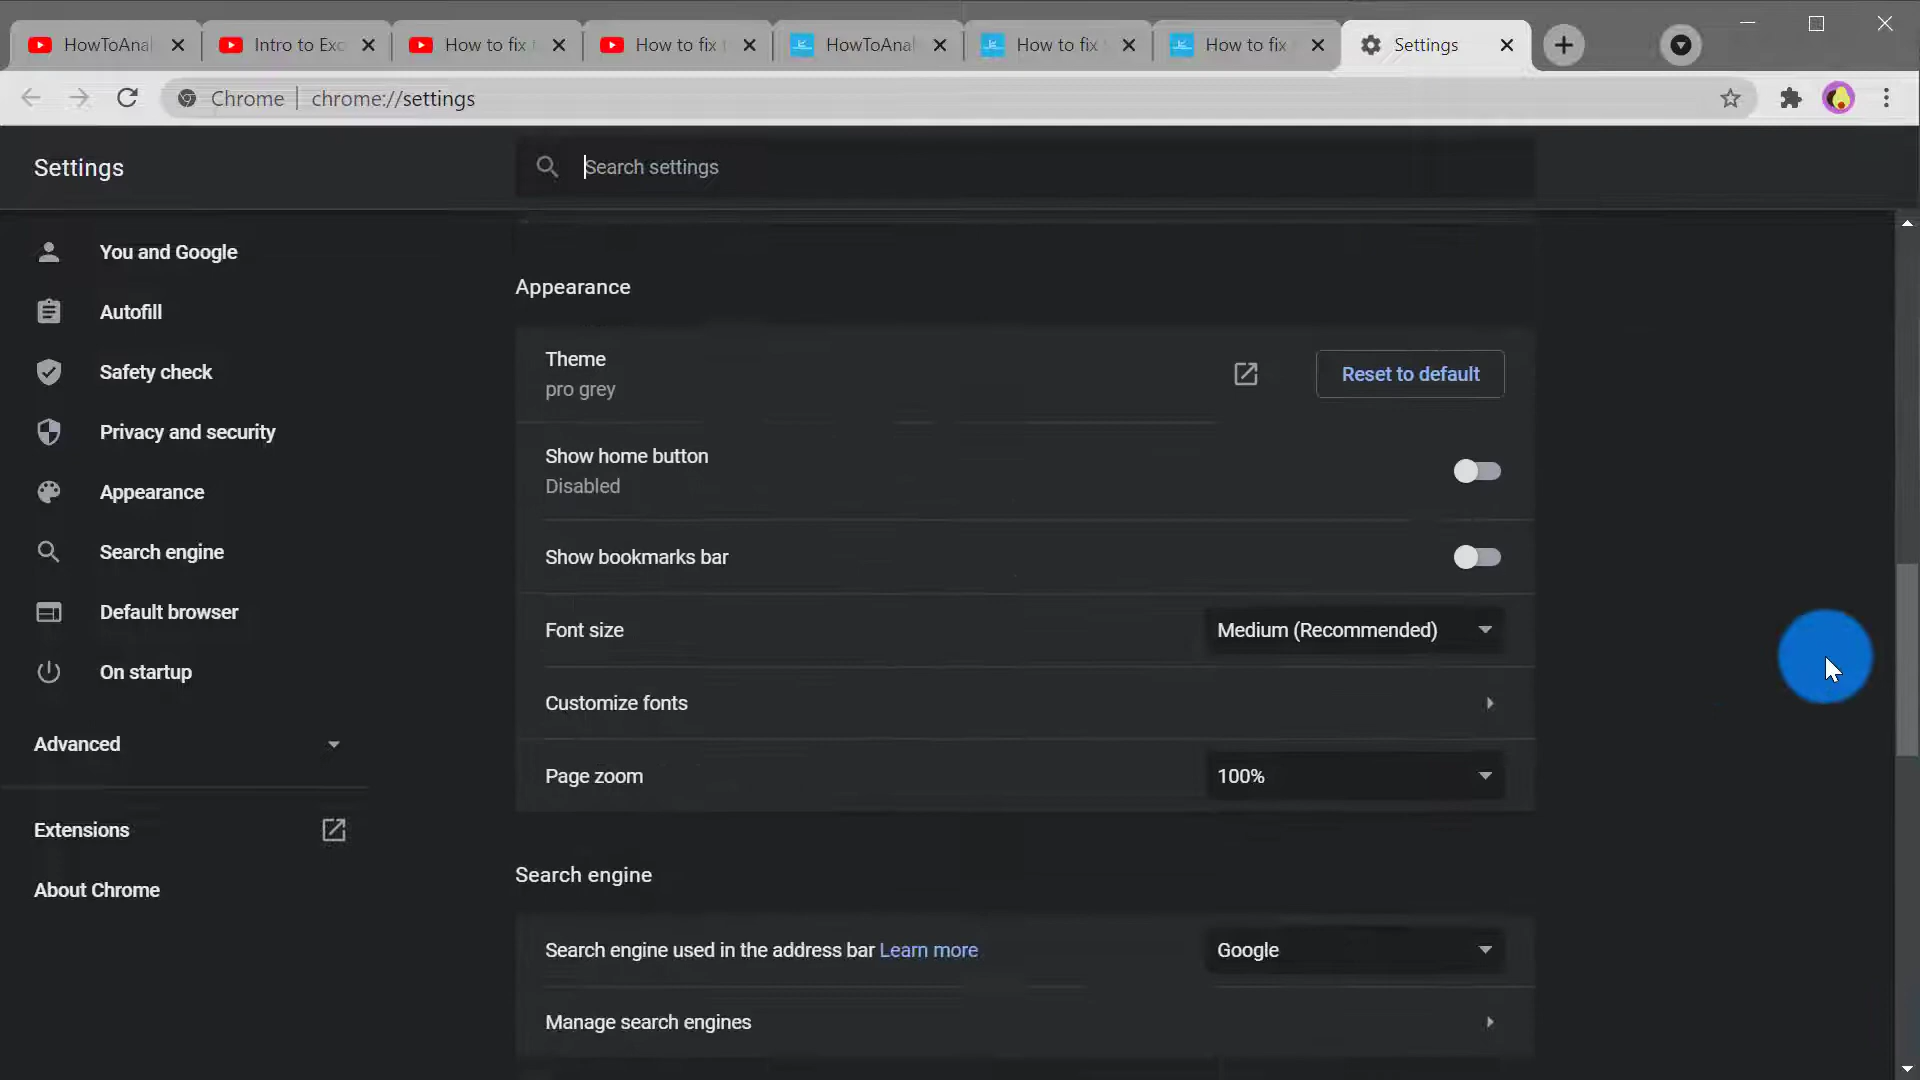 HowToAnal
Intro to Exc
How to fix
How to fix
HowToAnal
How to fix
How to fix
Settings
Chrome
chrome://settings
Settings
Search settings
You and Google
Autofill
Safety check
Privacy and security
Appearance
Search engine
Default browser
On startup
Advanced
Extensions
About Chrome
Appearance
Theme
pro grey
Reset to default
Show home button
Disabled
Show bookmarks bar
Font size
Medium (Recommended)
Customize fonts
Page zoom
100%
Search engine
Search engine used in the address bar Learn more
Google
Manage search engines